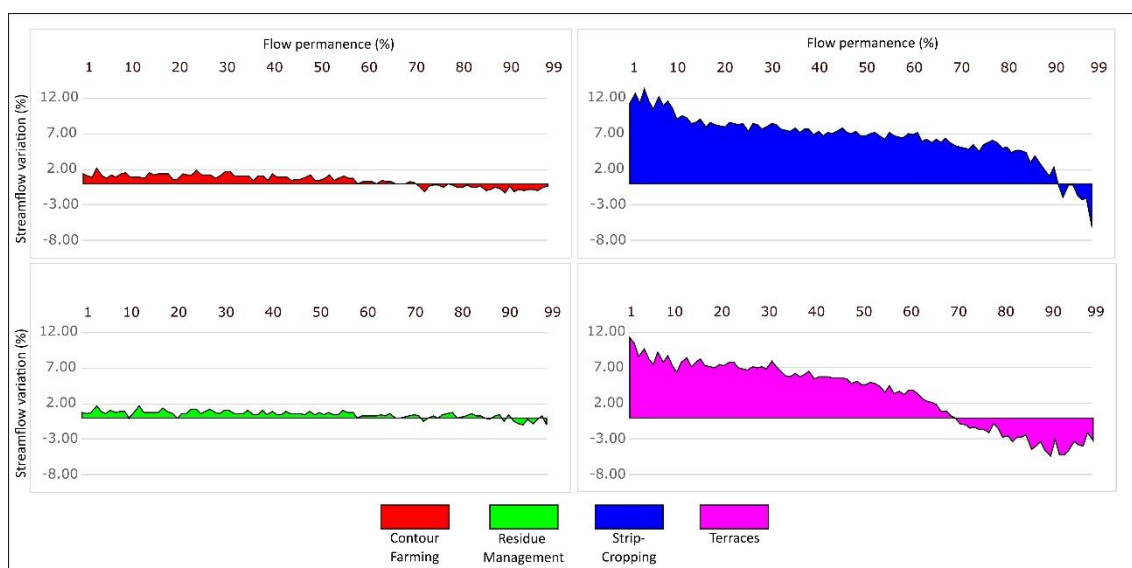 Flow permanence (%)
1 10 20 30 40 50 60 70 80 90 99
Streamflow variation (%)
12.00
7.00
2.00
-3.00
-8.00
Flow permanence (%)
1 10 20 30 40 50 60 70 80 90 99
12.00
7.00
2.00
-3.00
-8.00
1 10 20 30 40 50 60 70 80 90 99
Streamflow variation (%)
12.00
7.00
2.00
-3.00
-8.00
1 10 20 30 40 50 60 70 80 90 99
12.00
7.00
2.00
-3.00
-8.00
Contour
Farming
Residue
Management
Strip-
Cropping
Terraces